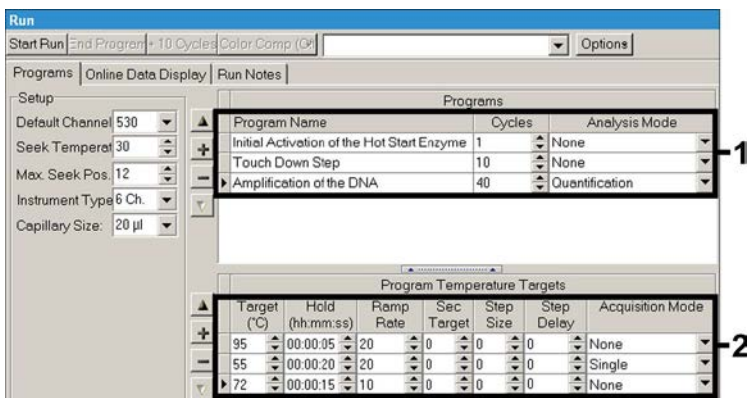 Run
Start Run End Program + 10 Cycles Color Comp (Off) Options
Programs Online Data Display Run Notes
Setup
Default Channel 530
Seek Temperat 30
Max. Seek Pos. 12
Instrument Type 6 Ch.
Capillary Size: 20 µl
Programs
Program Name Cycles Analysis Mode
Initial Activation of the Hot Start Enzyme 1 None
Touch Down Step 10 None
Amplification of the DNA 40 Quantification
1
Program Temperature Targets
Target (°C) Hold (hh:mm:ss) Ramp Rate Sec Target Step Size Step Delay Acquisition Mode
95 00:00:05 20 0 0 0 None
55 00:00:20 20 0 0 0 Single
72 00:00:15 10 0 0 0 None
2